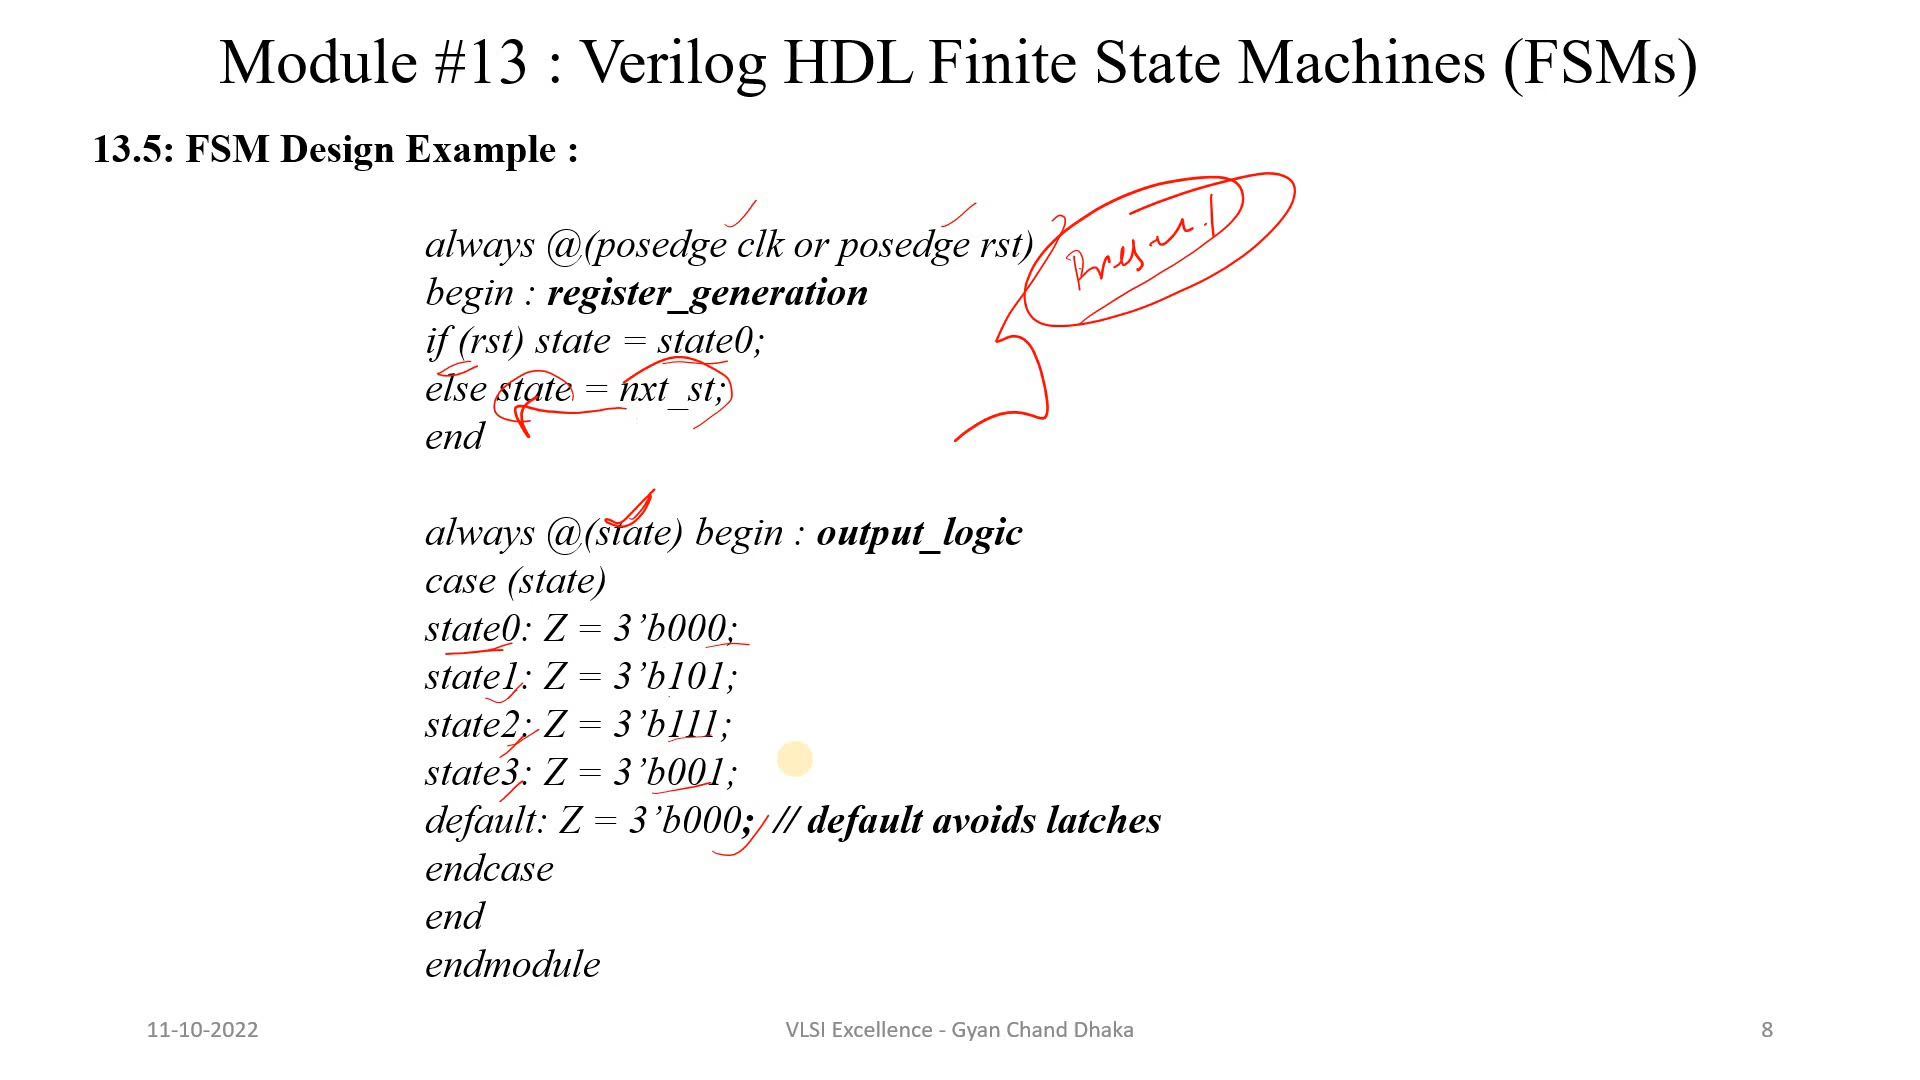 Module #13 : Verilog HDL Finite State Machines (FSMs)
13.5: FSM Design Example :
always @(posedge clk or posedge rst)
begin : register_generation
if (rst) state = state0;
else state = nxt_st;
end
always @(state) begin : output_logic
case (state)
state0: Z = 3’b000;
state1: Z = 3’b101;
state2: Z = 3’b111;
state3: Z = 3’b001;
default: Z = 3’b000; // default avoids latches
endcase
end
endmodule
11-10-2022
VLSI Excellence - Gyan Chand Dhaka
8